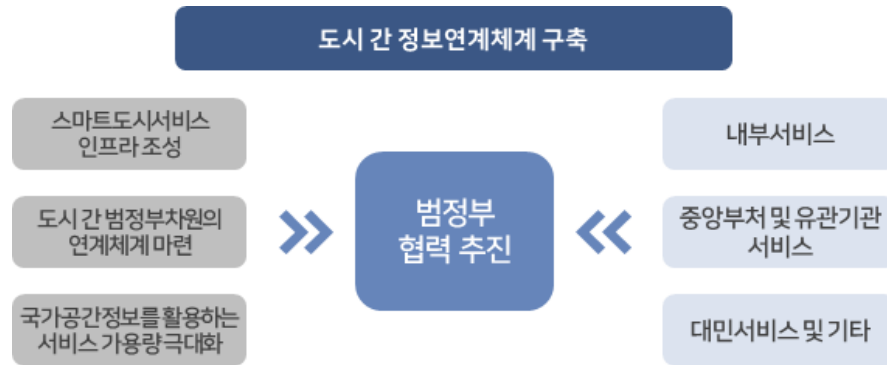 도시 간 정보연계체계 구축
스마트도시서비스
인프라 조성
도시 간 범정부차원의
연계체계 마련
국가공간정보를 활용하는
서비스 가용량 극대화
범정부
협력 추진
내부서비스
중앙부처 및 유관기관
서비스
대민서비스 및 기타